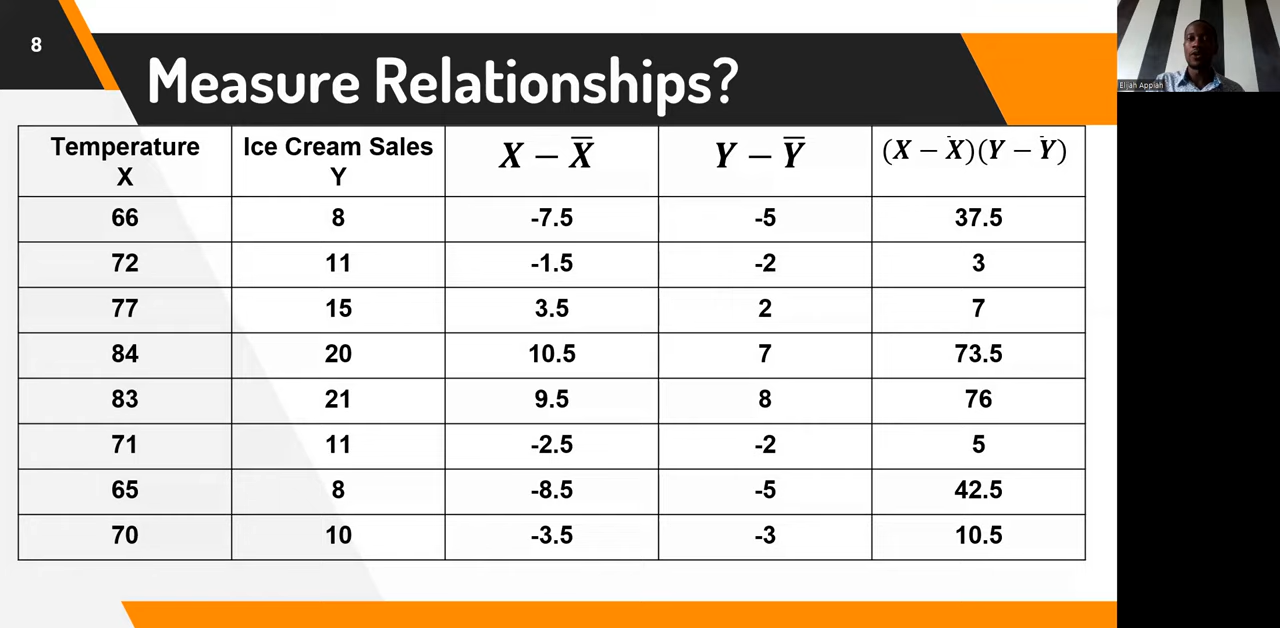 8
Measure Relationships?
Elijah Appiah
Temperature X
Ice Cream Sales Y
X − X̅
Y − Y̅
(X − X̅)(Y − Y̅)
66 8 -7.5 -5 37.5
72 11 -1.5 -2 3
77 15 3.5 2 7
84 20 10.5 7 73.5
83 21 9.5 8 76
71 11 -2.5 -2 5
65 8 -8.5 -5 42.5
70 10 -3.5 -3 10.5